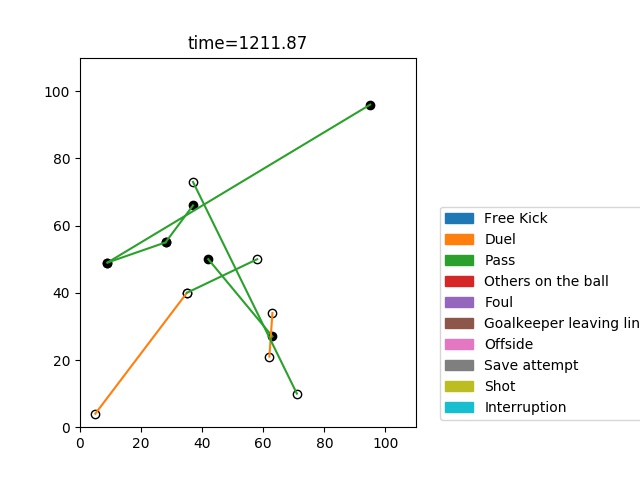 time=1211.87
100
80
60
40
20
0
0 20 40 60 80 100
Free Kick
Duel
Pass
Others on the ball
Foul
Goalkeeper leaving lin
Offside
Save attempt
Shot
Interruption